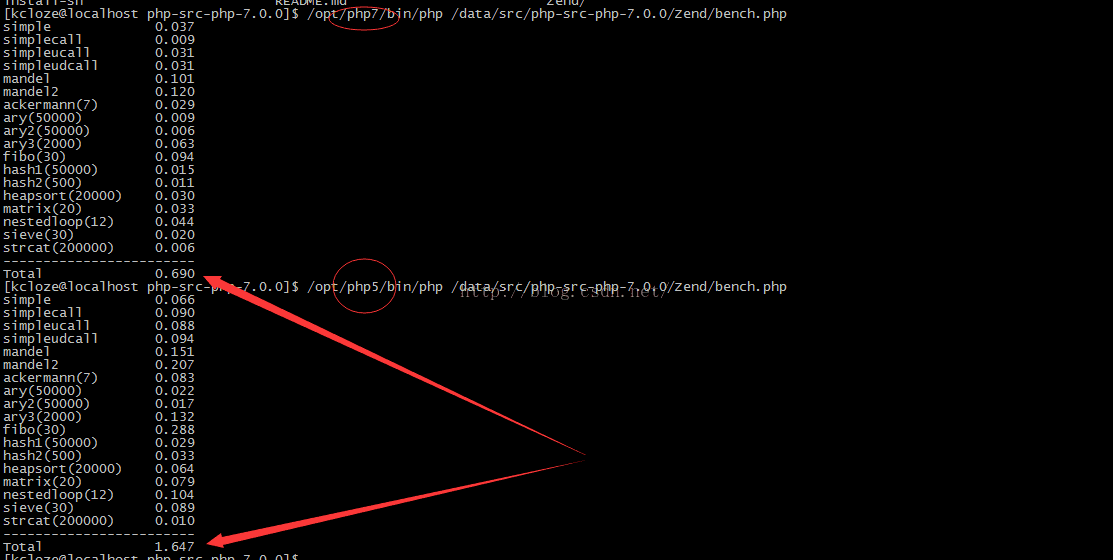 install-sh README.md Zend/
[kcloze@localhost php-src-php-7.0.0]$ /opt/php7/bin/php /data/src/php-src-php-7.0.0/Zend/bench.php
simple 0.037
simplecall 0.009
simpleucall 0.031
simpleudcall 0.031
mandel 0.101
mandel2 0.120
ackermann(7) 0.029
ary(50000) 0.009
ary2(50000) 0.006
ary3(2000) 0.063
fibo(30) 0.094
hash1(50000) 0.015
hash2(500) 0.011
heapsort(20000) 0.030
matrix(20) 0.033
nestedloop(12) 0.044
sieve(30) 0.020
strcat(200000) 0.006
------------------------
Total 0.690
[kcloze@localhost php-src-php-7.0.0]$ /opt/php5/bin/php /data/src/php-src-php-7.0.0/Zend/bench.php
http://blog.csdn.net/
simple 0.066
simplecall 0.090
simpleucall 0.088
simpleudcall 0.094
mandel 0.151
mandel2 0.207
ackermann(7) 0.083
ary(50000) 0.022
ary2(50000) 0.017
ary3(2000) 0.132
fibo(30) 0.288
hash1(50000) 0.029
hash2(500) 0.033
heapsort(20000) 0.064
matrix(20) 0.079
nestedloop(12) 0.104
sieve(30) 0.089
strcat(200000) 0.010
------------------------
Total 1.647
[kcloze@localhost php-src-php-7.0.0]$